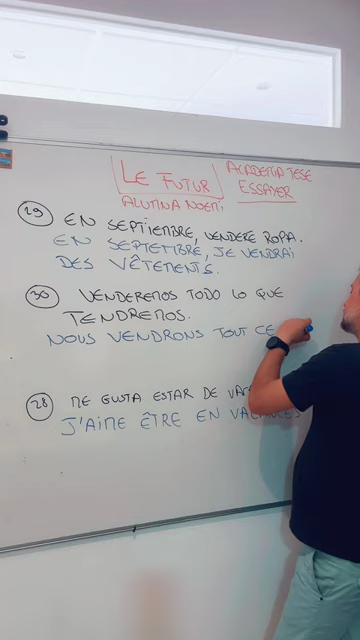 LE FUTUR
ACADEMIA TESE
ESSAYER
ALUMNA NOEMI
29 EN SEPTIEMBRE, VENDERÉ ROPA.
EN SEPTEMBRE, JE VENDRAI
DES VÊTEMENTS.
30 VENDEREMOS TODO LO QUE
TENDREMOS.
NOUS VENDRONS TOUT CE
28 ME GUSTA ESTAR DE
J'AIME ÊTRE EN VACANCES